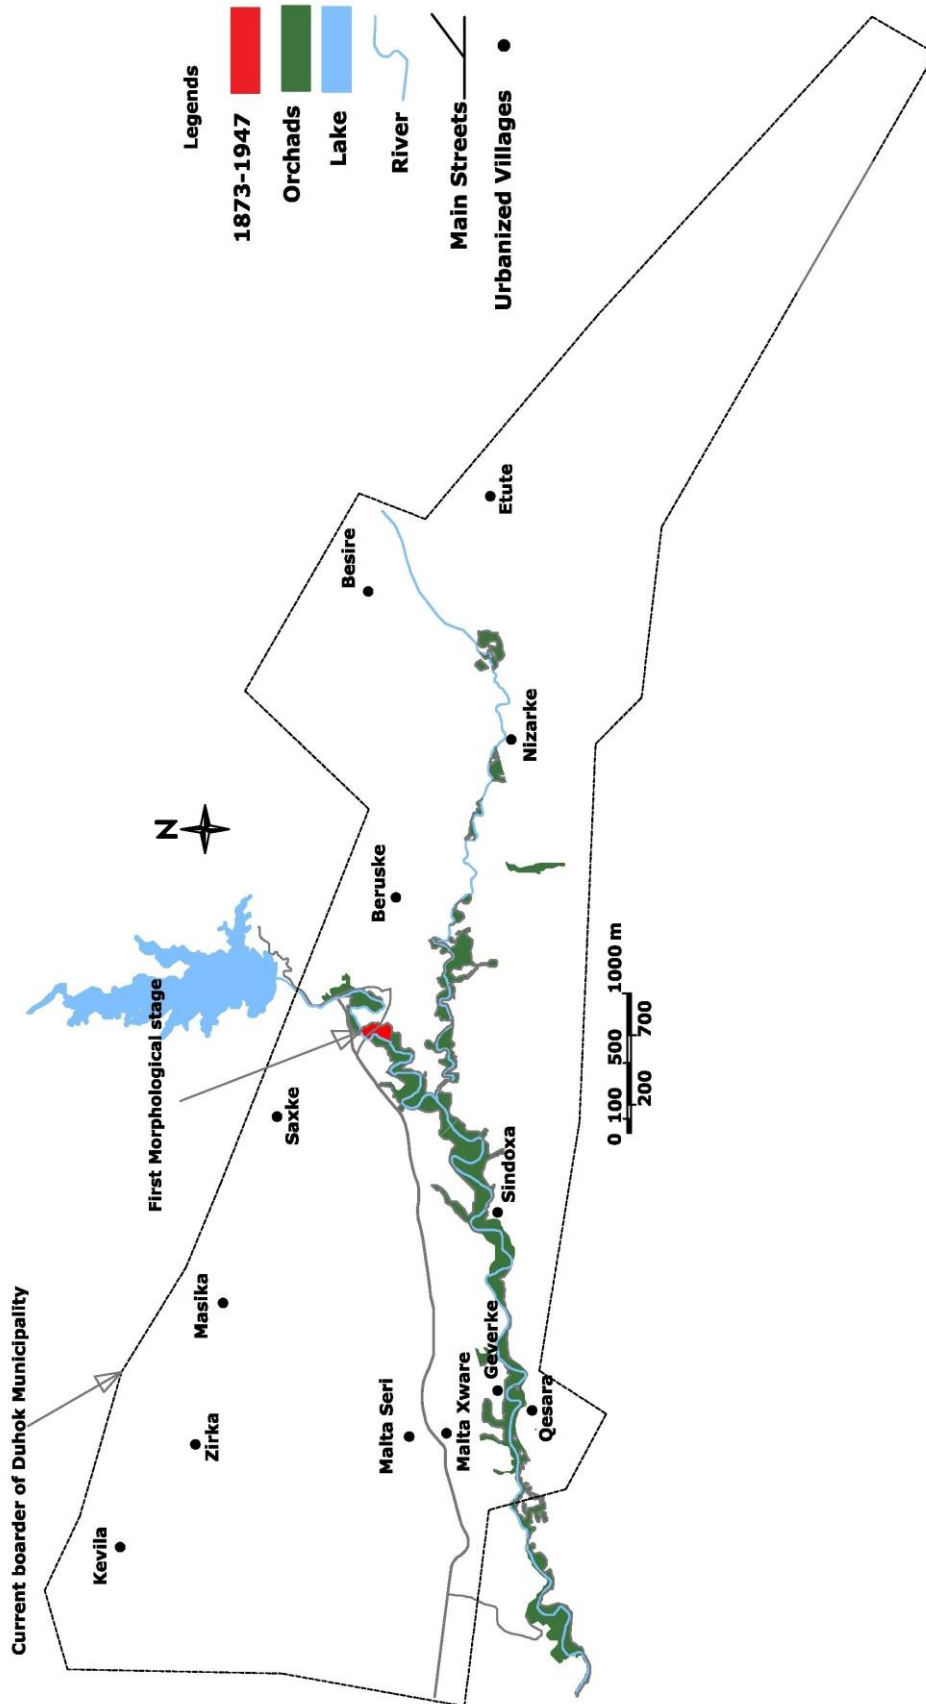 Current boarder of Duhok Municipality
First Morphological stage
N
Legends
1873-1947
Orchads
Lake
River
Main Streets
Urbanized Villages
Kevila
Zirka
Masika
Saxke
Beruske
Besire
Etute
Malta Seri
Malta Xware
Geverke
Qesara
Sindoxa
Nizarke
0 100 500 1000 m
200 700